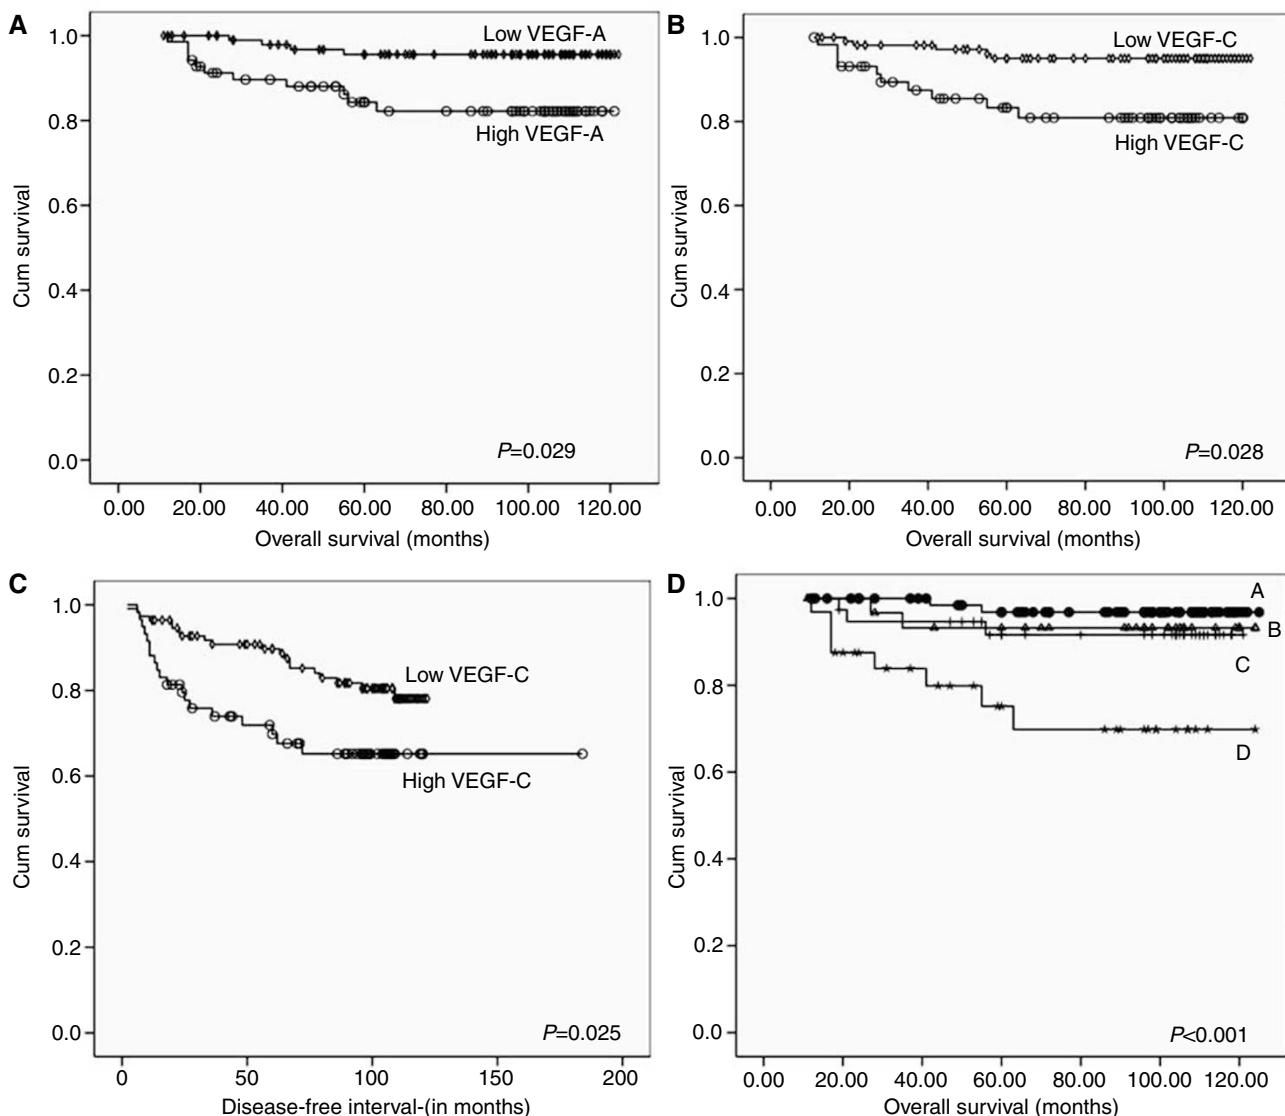 A
Cum survival
1.0
0.8
0.6
0.4
0.2
0.0
Low VEGF-A
High VEGF-A
P=0.029
0.00 20.00 40.00 60.00 80.00 100.00 120.00
Overall survival (months)
B
Cum survival
1.0
0.8
0.6
0.4
0.2
0.0
Low VEGF-C
High VEGF-C
P=0.028
0.00 20.00 40.00 60.00 80.00 100.00 120.00
Overall survival (months)
C
Cum survival
1.0
0.8
0.6
0.4
0.2
0.0
Low VEGF-C
High VEGF-C
P=0.025
0 50 100 150 200
Disease-free interval-(in months)
D
Cum survival
1.0
0.8
0.6
0.4
0.2
0.0
A
B
C
D
P<0.001
0.00 20.00 40.00 60.00 80.00 100.00 120.00
Overall survival (months)